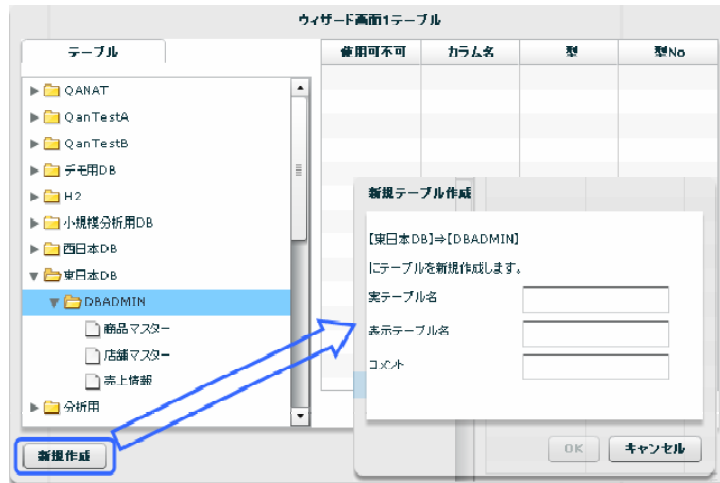 ウィザード画面1テーブル
テーブル
使用可不可 カラム名 型 型No
QANAT
QanTestA
QanTestB
デモ用DB
H2
小規模分析用DB
西日本DB
東日本DB
DBADMIN
商品マスター
店舗マスター
売上情報
分析用
新規作成
新規テーブル作成
【東日本DB]⇒[DBADMIN]
にテーブルを新規作成します。
実テーブル名
表示テーブル名
コメント
OK キャンセル